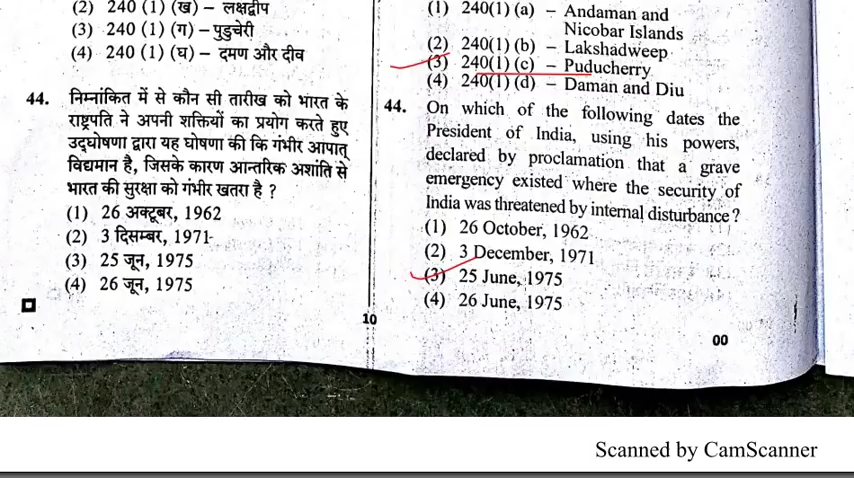 (2) 240 (1) (ख) – लक्षद्वीप
(3) 240 (1) (ग) – पुडुचेरी
(4) 240 (1) (घ) – दमण और दीव
44. निम्नांकित में से कौन सी तारीख को भारत के
राष्ट्रपति ने अपनी शक्तियों का प्रयोग करते हुए
उद्घोषणा द्वारा यह घोषणा की कि गंभीर आपात्
विद्यमान है, जिसके कारण आन्तरिक अशांति से
भारत की सुरक्षा को गंभीर खतरा है ?
(1) 26 अक्टूबर, 1962
(2) 3 दिसम्बर, 1971
(3) 25 जून, 1975
(4) 26 जून, 1975
(1) 240(1) (a) – Andaman and
Nicobar Islands
(2) 240(1) (b) – Lakshadweep
(3) 240(1) (c) – Puducherry
(4) 240(1) (d) – Daman and Diu
44. On which of the following dates the
President of India, using his powers,
declared by proclamation that a grave
emergency existed where the security of
India was threatened by internal disturbance ?
(1) 26 October, 1962
(2) 3 December, 1971
(3) 25 June, 1975
(4) 26 June, 1975
10
00
Scanned by CamScanner